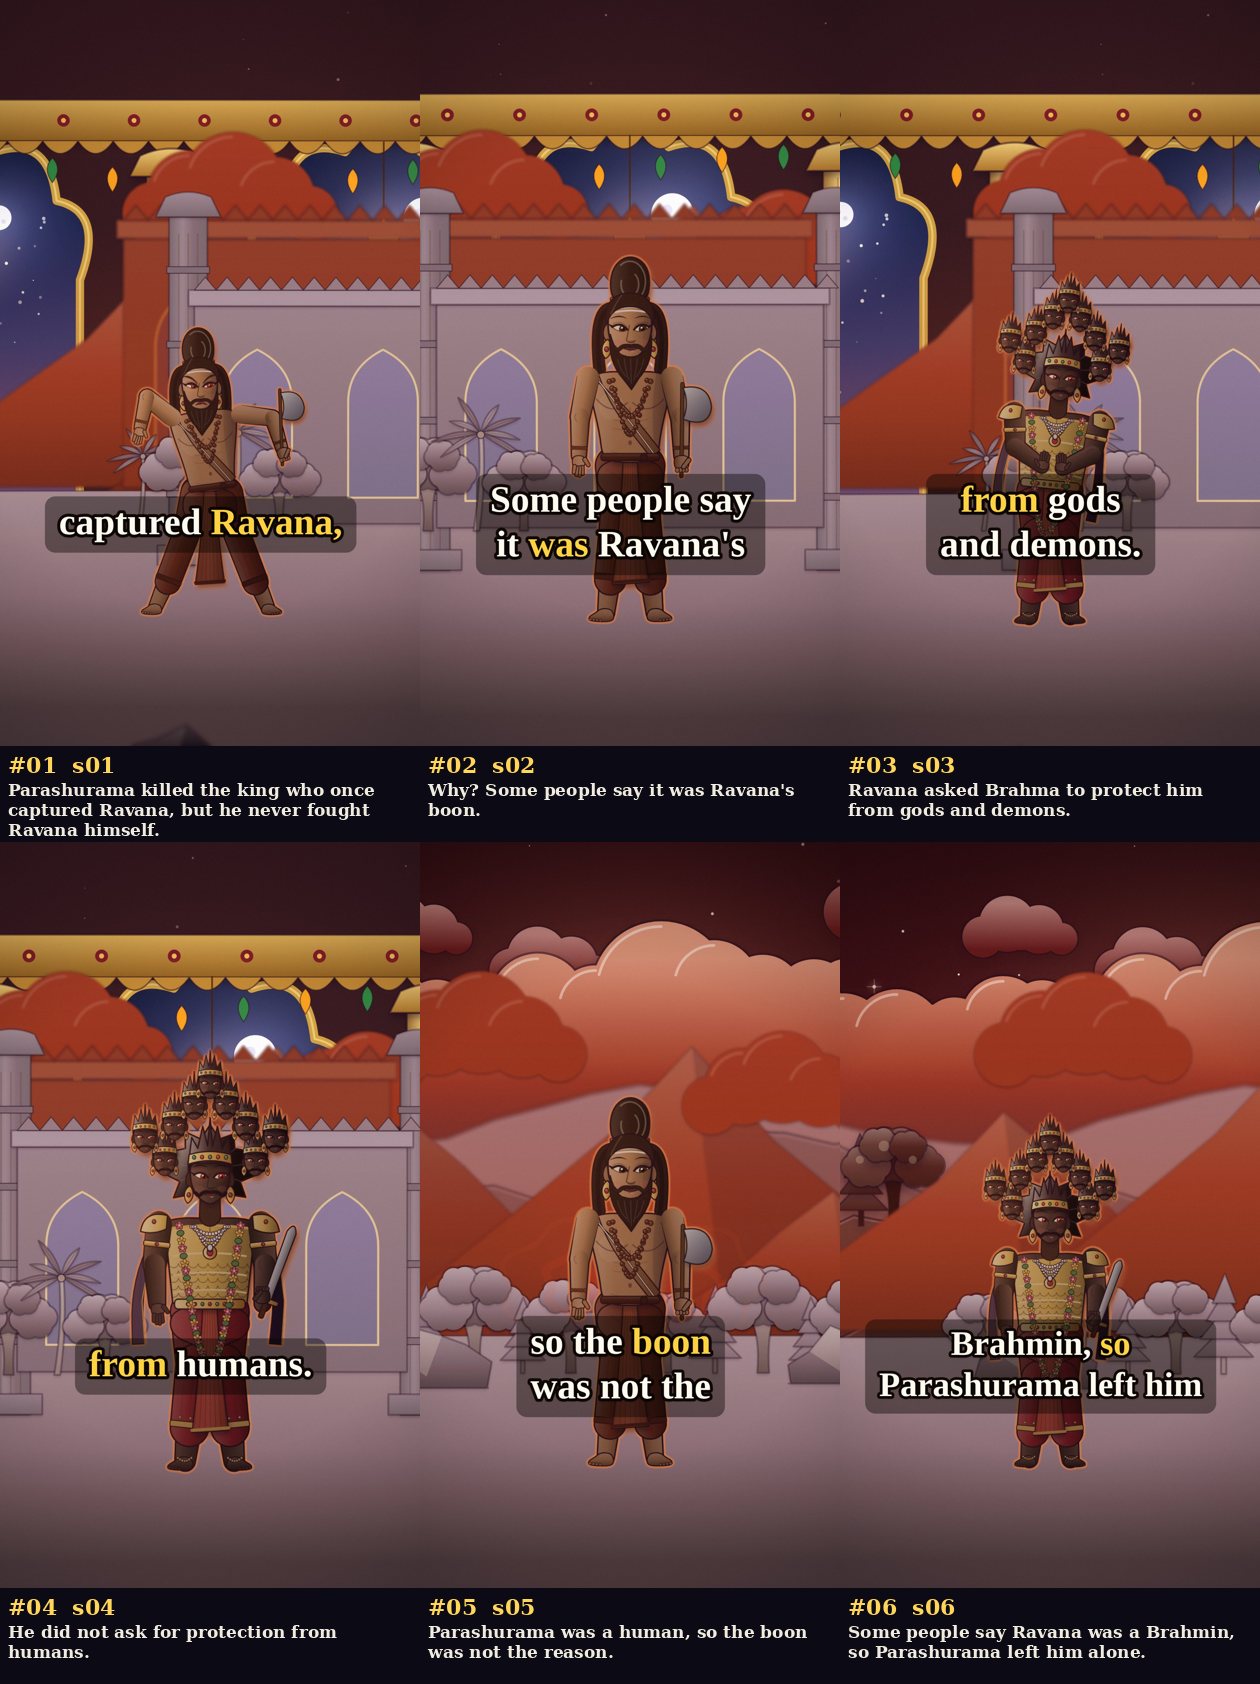 captured Ravana,
#01 s01
Parashurama killed the king who once
captured Ravana, but he never fought
Ravana himself.
Some people say
it was Ravana's
#02 s02
Why? Some people say it was Ravana's
boon.
from gods
and demons.
#03 s03
Ravana asked Brahma to protect him
from gods and demons.
from humans.
#04 s04
He did not ask for protection from
humans.
so the boon
was not the
#05 s05
Parashurama was a human, so the boon
was not the reason.
Brahmin, so
Parashurama left him
#06 s06
Some people say Ravana was a Brahmin,
so Parashurama left him alone.